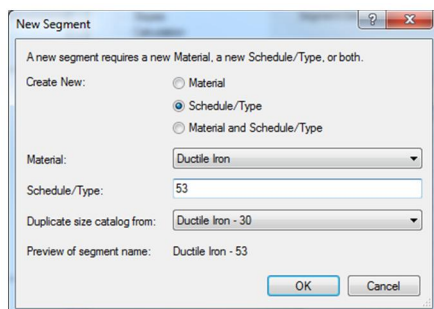 New Segment
A new segment requires a new Material, a new Schedule/Type, or both.
Create New:
Material
Schedule/Type
Material and Schedule/Type
Material: Ductile Iron
Schedule/Type: 53
Duplicate size catalog from: Ductile Iron - 30
Preview of segment name: Ductile Iron - 53
OK Cancel